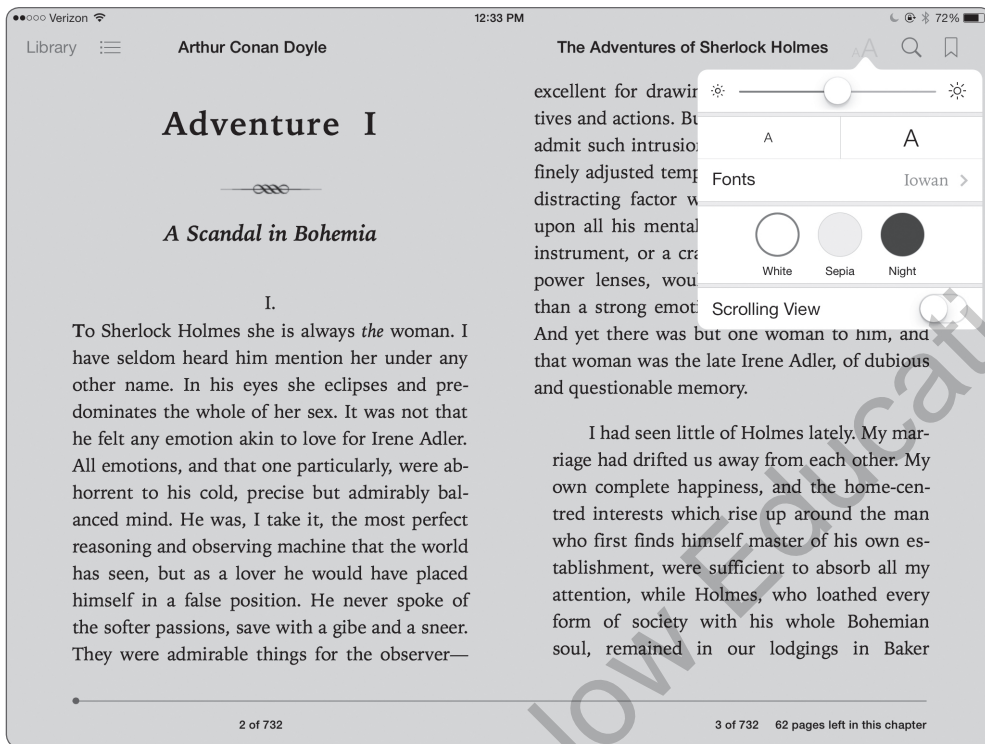 Verizon 12:33 PM 72%
Library Arthur Conan Doyle The Adventures of Sherlock Holmes AA
Adventure I
A Scandal in Bohemia
I.
To Sherlock Holmes she is always the woman. I
have seldom heard him mention her under any
other name. In his eyes she eclipses and pre-
dominates the whole of her sex. It was not that
he felt any emotion akin to love for Irene Adler.
All emotions, and that one particularly, were ab-
horrent to his cold, precise but admirably bal-
anced mind. He was, I take it, the most perfect
reasoning and observing machine that the world
has seen, but as a lover he would have placed
himself in a false position. He never spoke of
the softer passions, save with a gibe and a sneer.
They were admirable things for the observer—
2 of 732
excellent for drawin
tives and actions. Bu
admit such intrusio
finely adjusted temp
distracting factor w
upon all his mental
instrument, or a cra
power lenses, woul
than a strong emoti
And yet there was but one woman to him, and
that woman was the late Irene Adler, of dubious
and questionable memory.
I had seen little of Holmes lately. My mar-
riage had drifted us away from each other. My
own complete happiness, and the home-cen-
tred interests which rise up around the man
who first finds himself master of his own es-
tablishment, were sufficient to absorb all my
attention, while Holmes, who loathed every
form of society with his whole Bohemian
soul, remained in our lodgings in Baker
3 of 732 62 pages left in this chapter
A A
Fonts Iowan
White Sepia Night
Scrolling View
low Educati